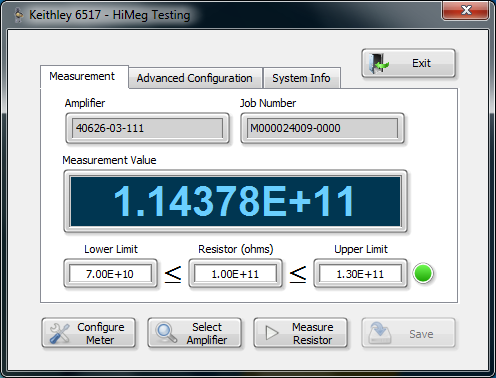 Keithley 6517 - HiMeg Testing
Exit
Measurement
Advanced Configuration
System Info
Amplifier
Job Number
40626-03-111
M000024009-0000
Measurement Value
1.14378E+11
Lower Limit
Resistor (ohms)
Upper Limit
7.00E+10
≤
1.00E+11
≤
1.30E+11
Configure
Meter
Select
Amplifier
Measure
Resistor
Save